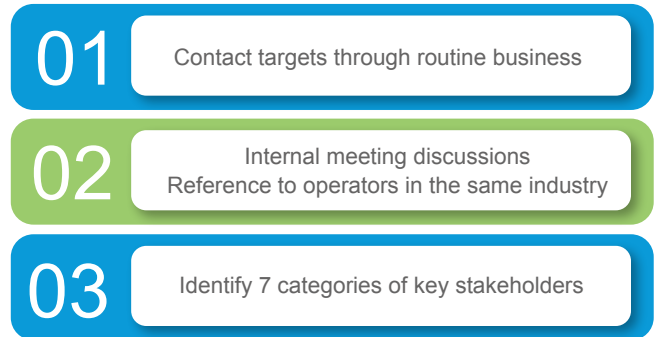 01
Contact targets through routine business
02
Internal meeting discussions
Reference to operators in the same industry
03
Identify 7 categories of key stakeholders